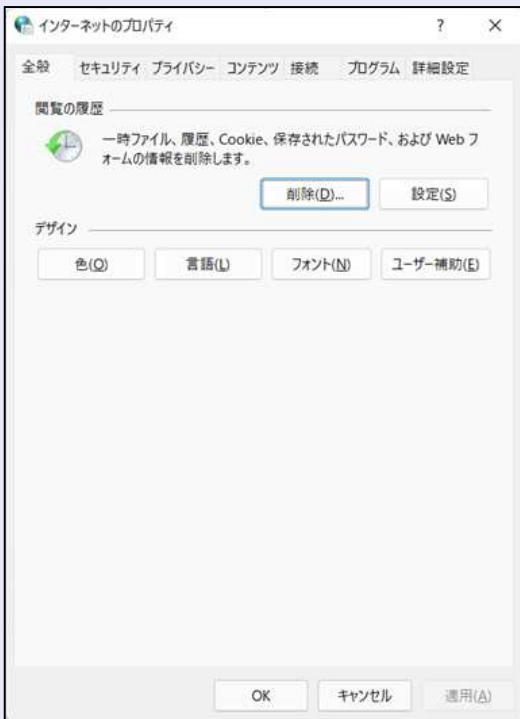 インターネットのプロパティ ? ×
全般 セキュリティ プライバシー コンテンツ 接続 プログラム 詳細設定
閲覧の履歴
一時ファイル、履歴、Cookie、保存されたパスワード、および Web フ
ォームの情報を削除します。
削除(D)... 設定(S)
デザイン
色(O) 言語(L) フォント(N) ユーザー補助(E)
OK キャンセル 適用(A)